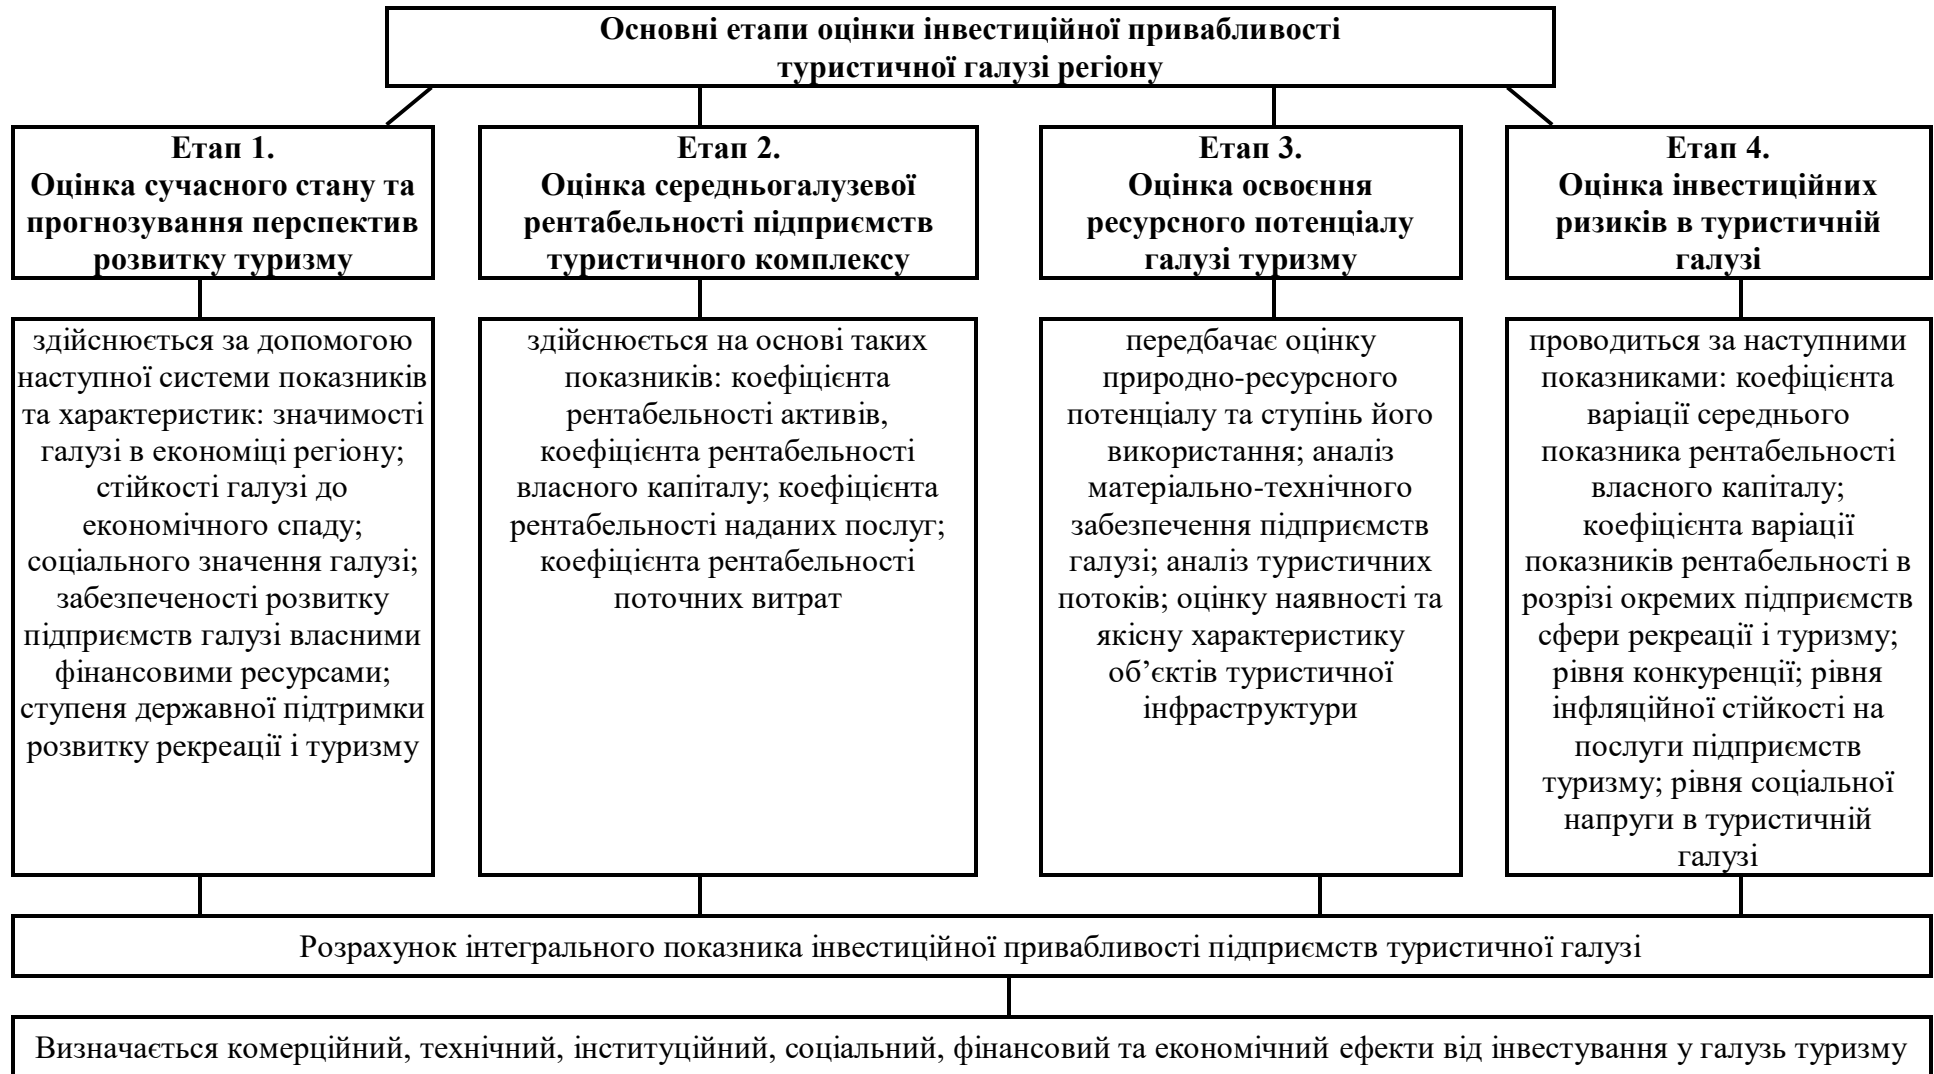 Основні етапи оцінки інвестиційної привабливості
туристичної галузі регіону
Етап 1.
Оцінка сучасного стану та
прогнозування перспектив
розвитку туризму
Етап 2.
Оцінка середньогалузевої
рентабельності підприємств
туристичного комплексу
Етап 3.
Оцінка освоєння
ресурсного потенціалу
галузі туризму
Етап 4.
Оцінка інвестиційних
ризиків в туристичній
галузі
здійснюється за допомогою
наступної системи показників
та характеристик: значимості
галузі в економіці регіону;
стійкості галузі до
економічного спаду;
соціального значення галузі;
забезпеченості розвитку
підприємств галузі власними
фінансовими ресурсами;
ступеня державної підтримки
розвитку рекреації і туризму
здійснюється на основі таких
показників: коефіцієнта
рентабельності активів,
коефіцієнта рентабельності
власного капіталу; коефіцієнта
рентабельності наданих послуг;
коефіцієнта рентабельності
поточних витрат
передбачає оцінку
природно-ресурсного
потенціалу та ступінь його
використання; аналіз
матеріально-технічного
забезпечення підприємств
галузі; аналіз туристичних
потоків; оцінку наявності та
якісну характеристику
об’єктів туристичної
інфраструктури
проводиться за наступними
показниками: коефіцієнта
варіації середнього
показника рентабельності
власного капіталу;
коефіцієнта варіації
показників рентабельності в
розрізі окремих підприємств
сфери рекреації і туризму;
рівня конкуренції; рівня
інфляційної стійкості на
послуги підприємств
туризму; рівня соціальної
напруги в туристичній
галузі
Розрахунок інтегрального показника інвестиційної привабливості підприємств туристичної галузі
Визначається комерційний, технічний, інституційний, соціальний, фінансовий та економічний ефекти від інвестування у галузь туризму